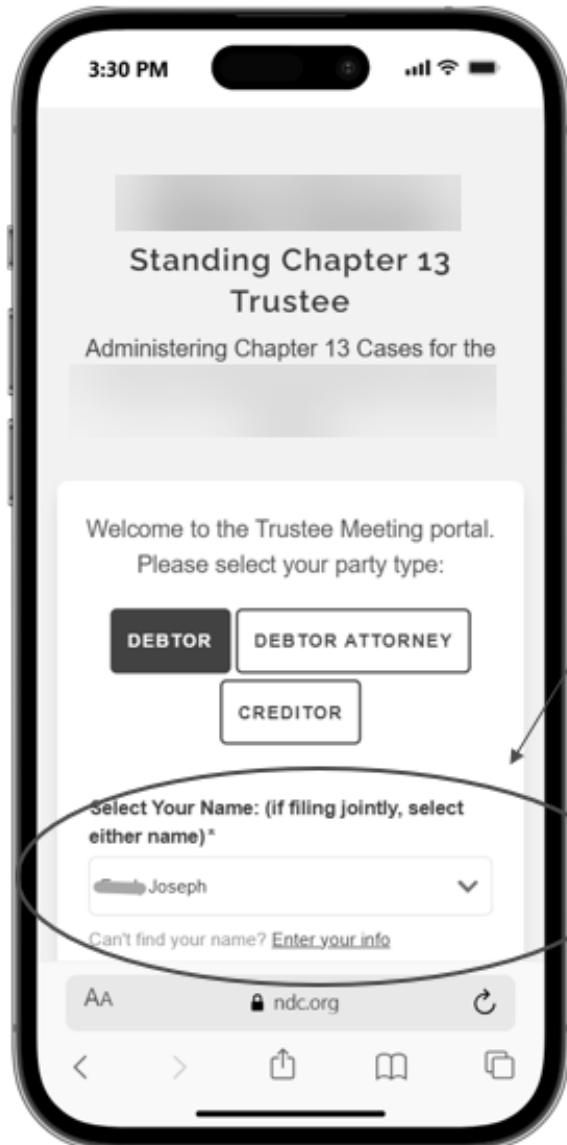 3:30 PM
Standing Chapter 13
Trustee
Administering Chapter 13 Cases for the
Welcome to the Trustee Meeting portal.
Please select your party type:
DEBTOR
DEBTOR ATTORNEY
CREDITOR
Select Your Name: (if filing jointly, select
either name)*
Joseph
Can't find your name? Enter your info
AA
ndc.org